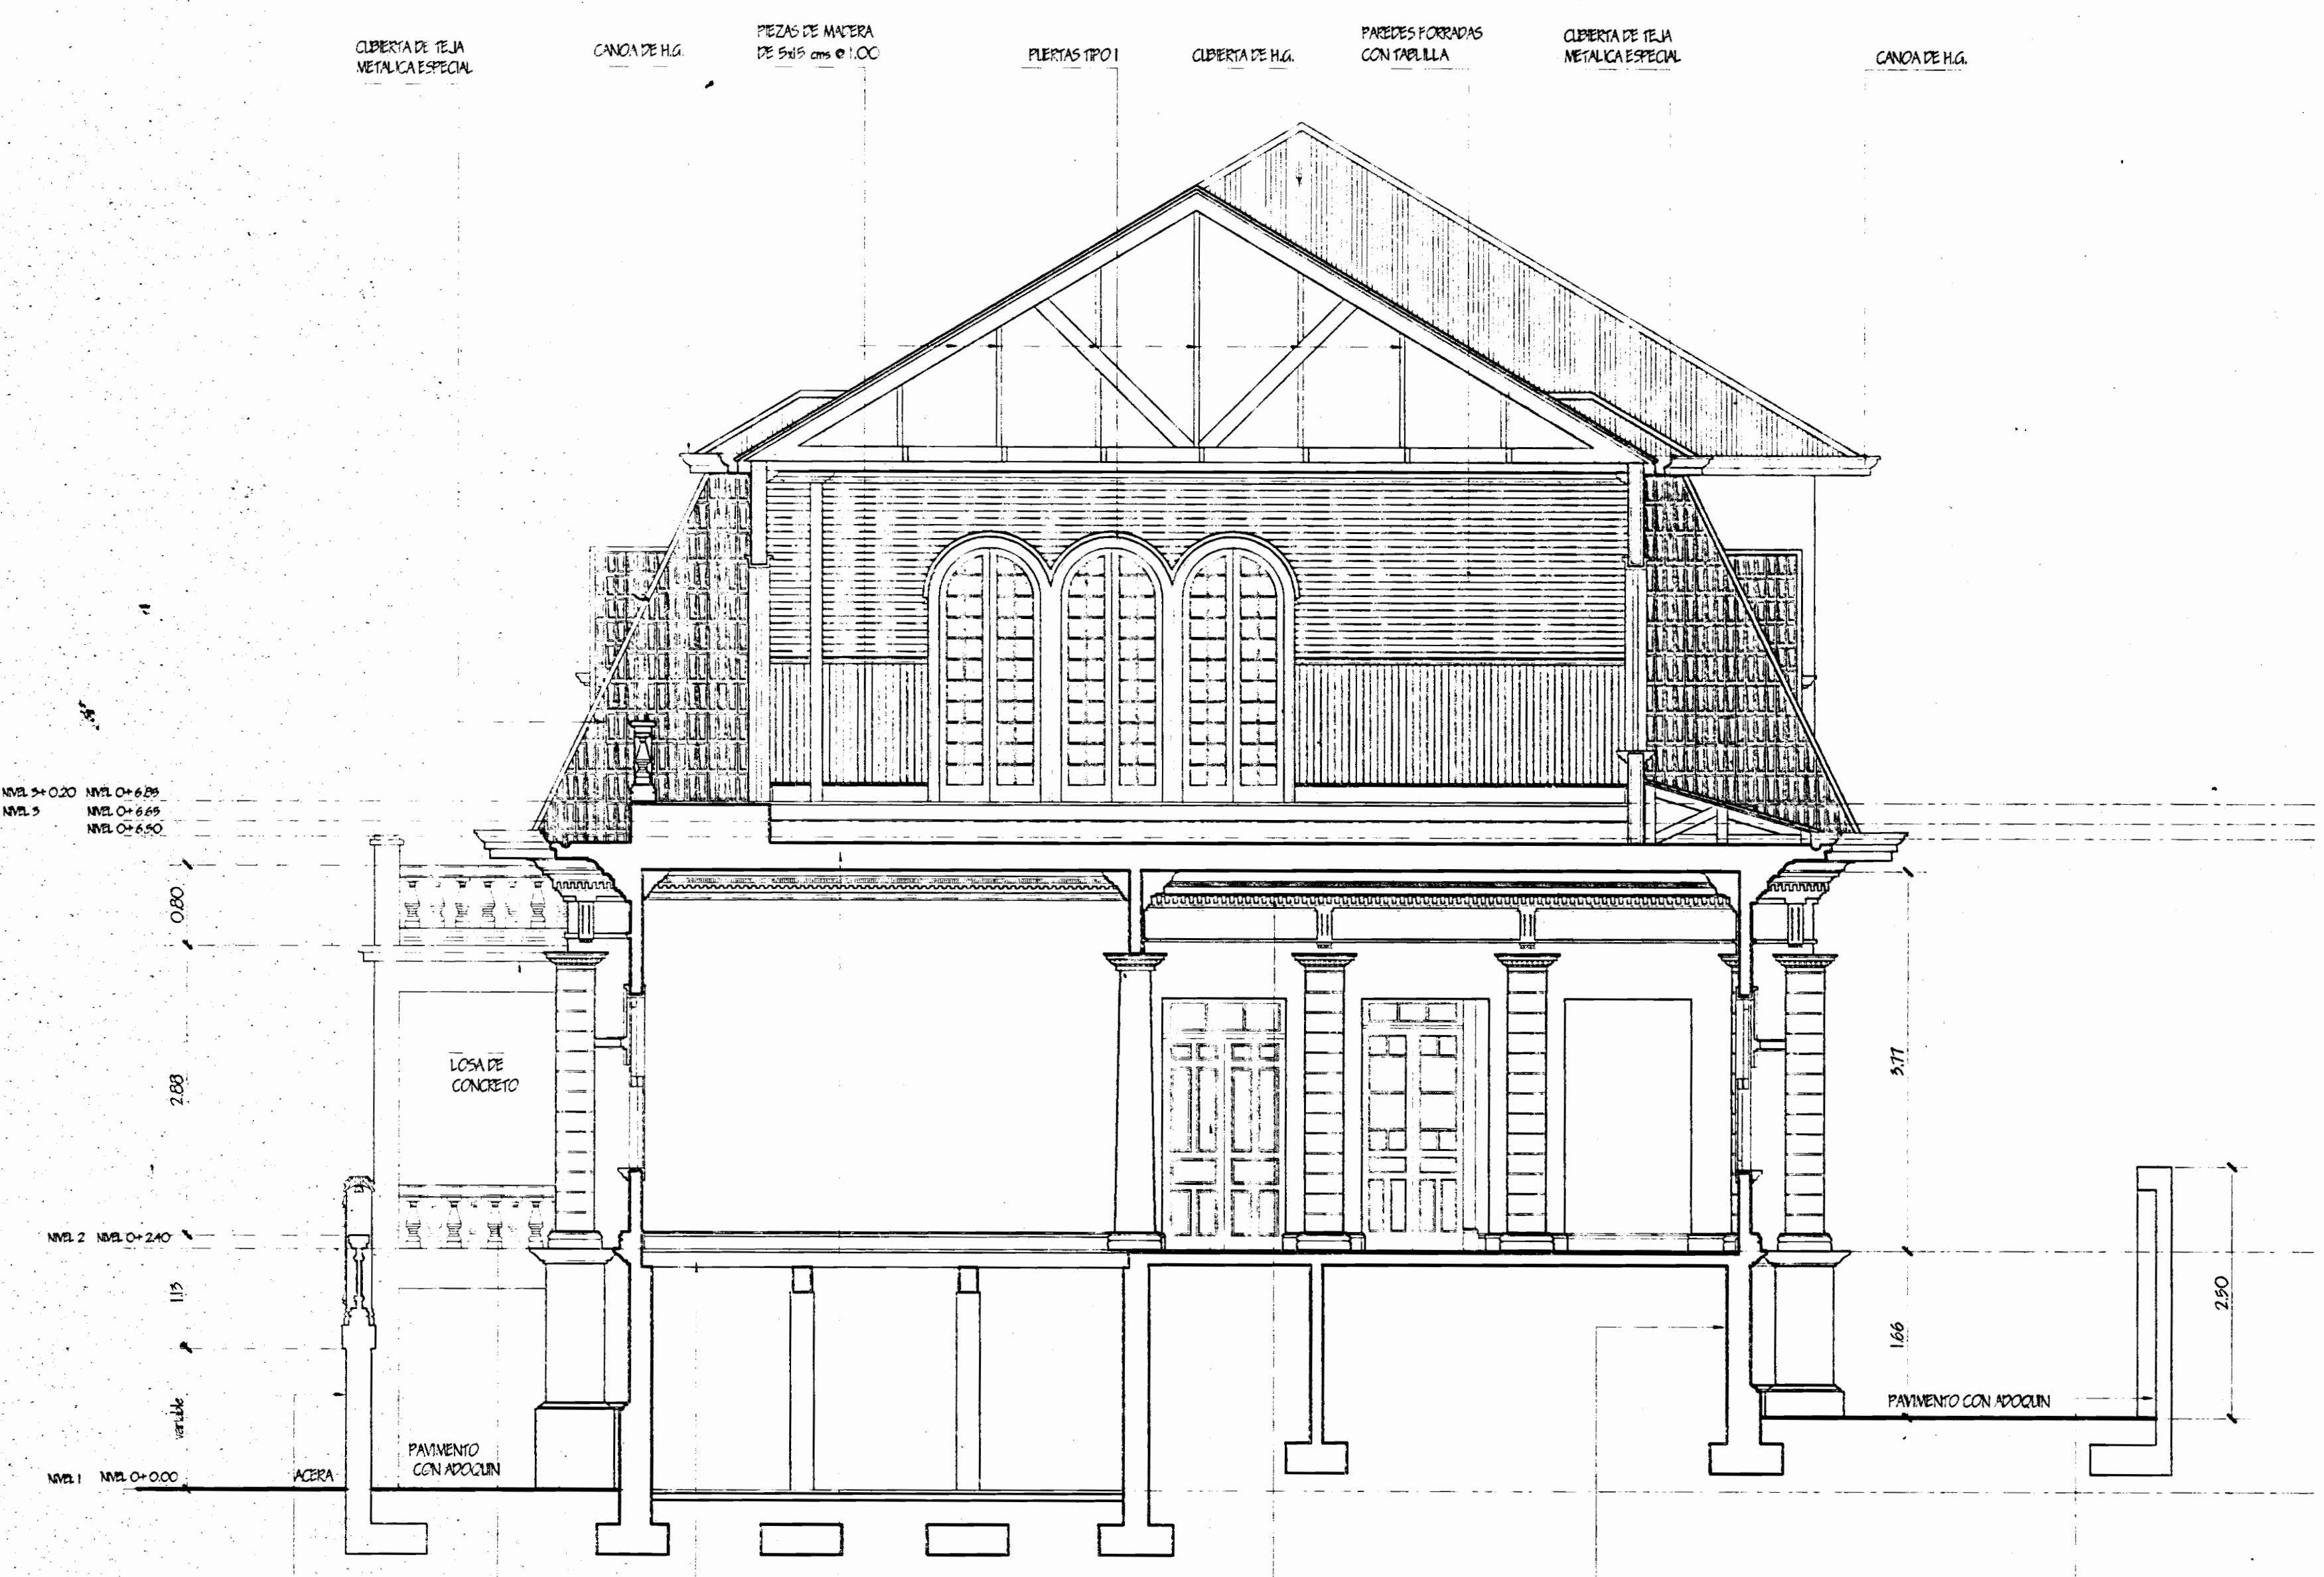 CUBIERTA DE TEJA
METALICA ESPECIAL
CANOA DE H.G.
PIEZAS DE MADERA
DE 5x15 cms @ 1.00
PUERTAS TIPO 1
CUBIERTA DE H.G.
PAREDES FORRADAS
CON TABLILLA
CUBIERTA DE TEJA
METALICA ESPECIAL
CANOA DE H.G.
NIVEL 3+0.20 NIVEL 0+6.85
NIVEL 3 NIVEL 0+6.65
NIVEL 0+6.50
0.80
2.88
LOSA DE
CONCRETO
3.77
NIVEL 2 NIVEL 0+2.40
1.13
2.50
1.66
variable
PAVIMENTO CON ADOQUIN
PAVIMENTO
CON ADOQUIN
NIVEL 1 NIVEL 0+0.00
ACERA